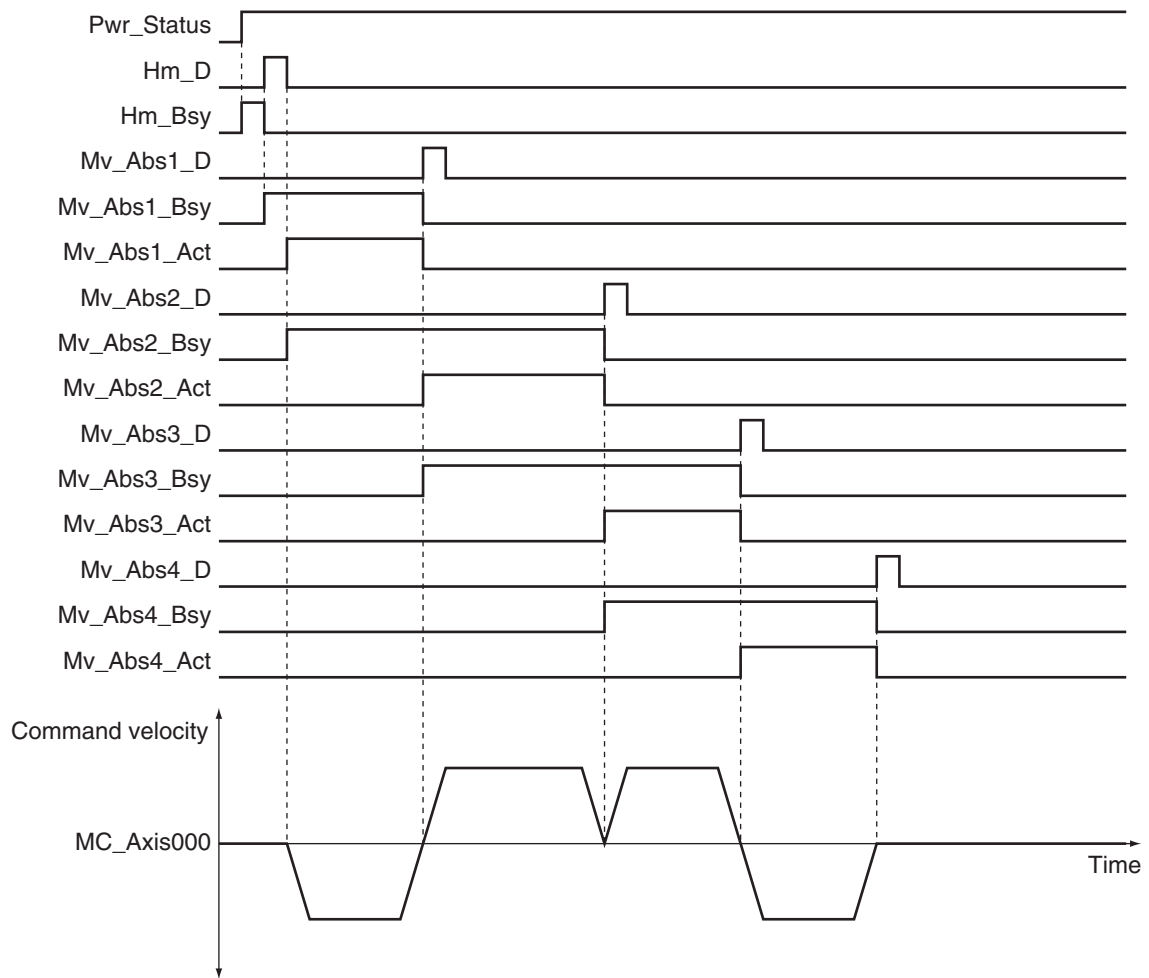 Pwr_Status
Hm_D
Hm_Bsy
Mv_Abs1_D
Mv_Abs1_Bsy
Mv_Abs1_Act
Mv_Abs2_D
Mv_Abs2_Bsy
Mv_Abs2_Act
Mv_Abs3_D
Mv_Abs3_Bsy
Mv_Abs3_Act
Mv_Abs4_D
Mv_Abs4_Bsy
Mv_Abs4_Act
Command velocity
MC_Axis000
Time